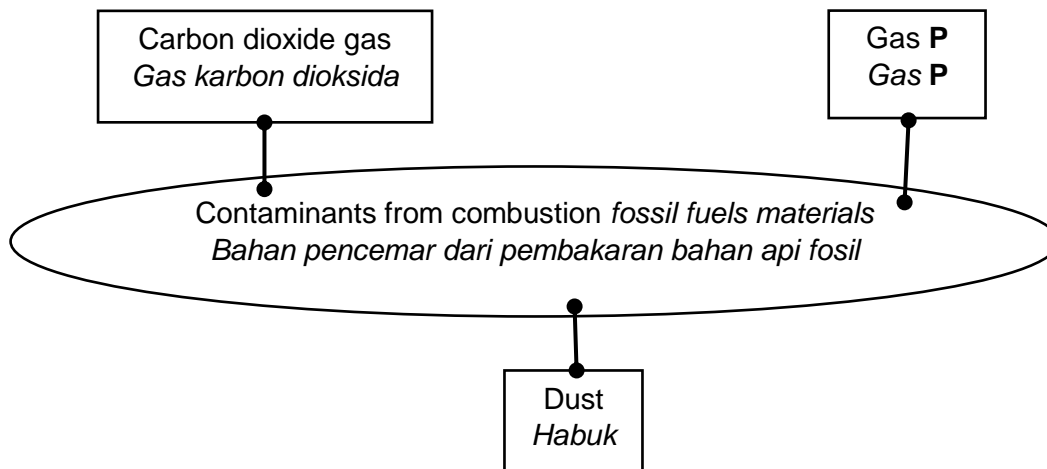 Carbon dioxide gas
Gas karbon dioksida
Gas P
Gas P
Contaminants from combustion fossil fuels materials
Bahan pencemar dari pembakaran bahan api fosil
Dust
Habuk